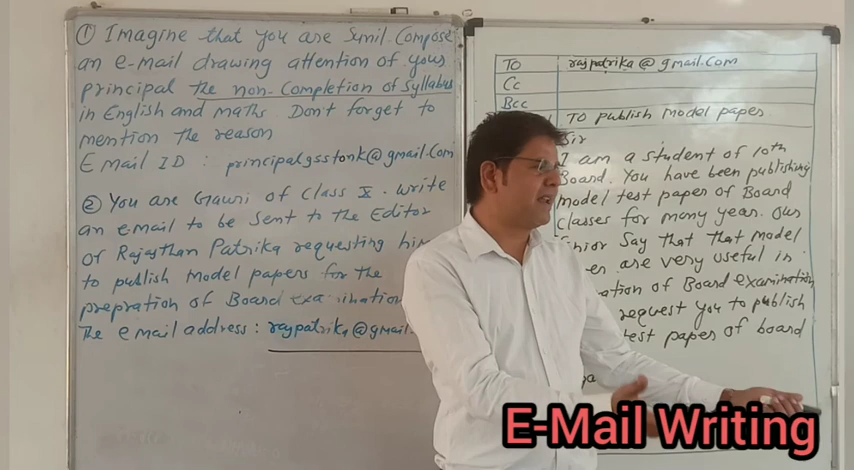 ① Imagine that you are Sunil. Compose
an e-mail drawing attention of your
principal the non-completion of syllabus
in English and maths. Don't forget to
mention the reason
E Mail ID : principalgsstonk@gmail.com
② You are Gauri of Class X. write
an email to be sent to the Editor
of Rajasthan Patrika requesting
to publish model papers for the
prepration of Board examination
The email address : rajpatrika@gmail.
To rajpatrika@gmail.com
Cc
Bcc
To publish model papers
Sir
I am a student of 10th
Board. You have been publishing
model test paper of Board
classes for many years. Our
Senior Say that that model
are very useful in
of Board examination
request you to publish
test papers of board
E-Mail Writing